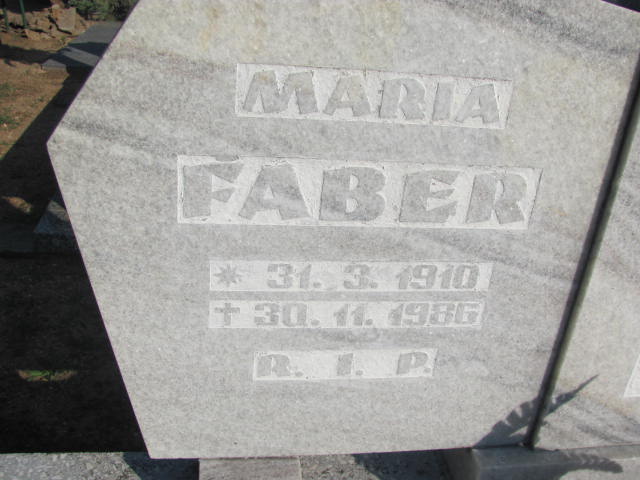 MARIA
FABER
* 31. 3. 1910
† 30. 11. 1986
R. I. P.